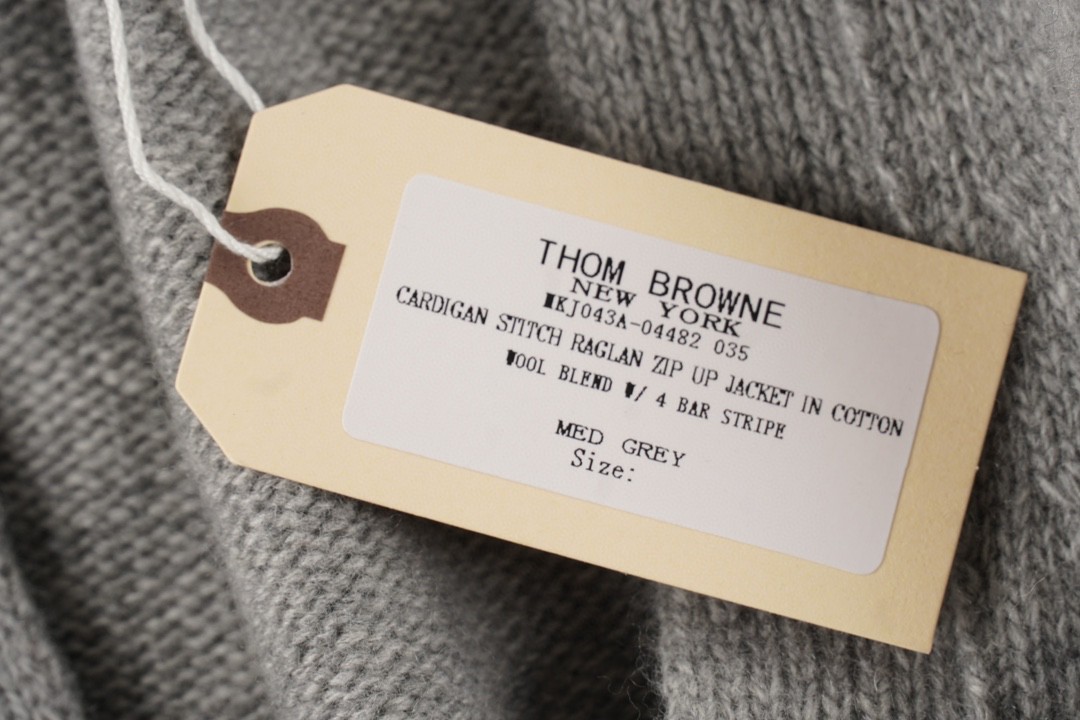 THOM BROWNE
NEW YORK
MKJ043A-04482 035
CARDIGAN STITCH RAGLAN ZIP UP JACKET IN COTTON
WOOL BLEND W/ 4 BAR STRIPE
MED GREY
Size: